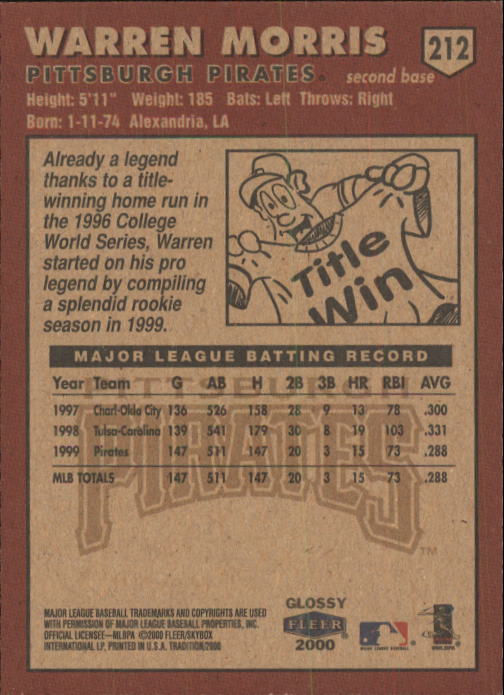 WARREN MORRIS
212
PITTSBURGH PIRATES®
second base
Height: 5'11" Weight: 185 Bats: Left Throws: Right
Born: 1-11-74 Alexandria, LA
Already a legend
thanks to a title-
winning home run in
the 1996 College
World Series, Warren
started on his pro
legend by compiling
a splendid rookie
season in 1999.
Title
Win
MAJOR LEAGUE BATTING RECORD
Year Team G AB H 2B 3B HR RBI AVG
1997 Charl-Okla City 136 526 158 28 9 13 78 .300
1998 Tulsa-Carolina 139 541 179 30 8 19 103 .331
1999 Pirates 147 511 147 20 3 15 73 .288
MLB TOTALS 147 511 147 20 3 15 73 .288
PITTSBURGH
PIRATES
TM
MAJOR LEAGUE BASEBALL TRADEMARKS AND COPYRIGHTS ARE USED
WITH PERMISSION OF MAJOR LEAGUE BASEBALL PROPERTIES, INC.
OFFICIAL LICENSEE—MLBPA ©2000 FLEER/SKYBOX
INTERNATIONAL LP, PRINTED IN U.S.A. TRADITION/2000
GLOSSY
FLEER
2000
MAJOR LEAGUE BASEBALL